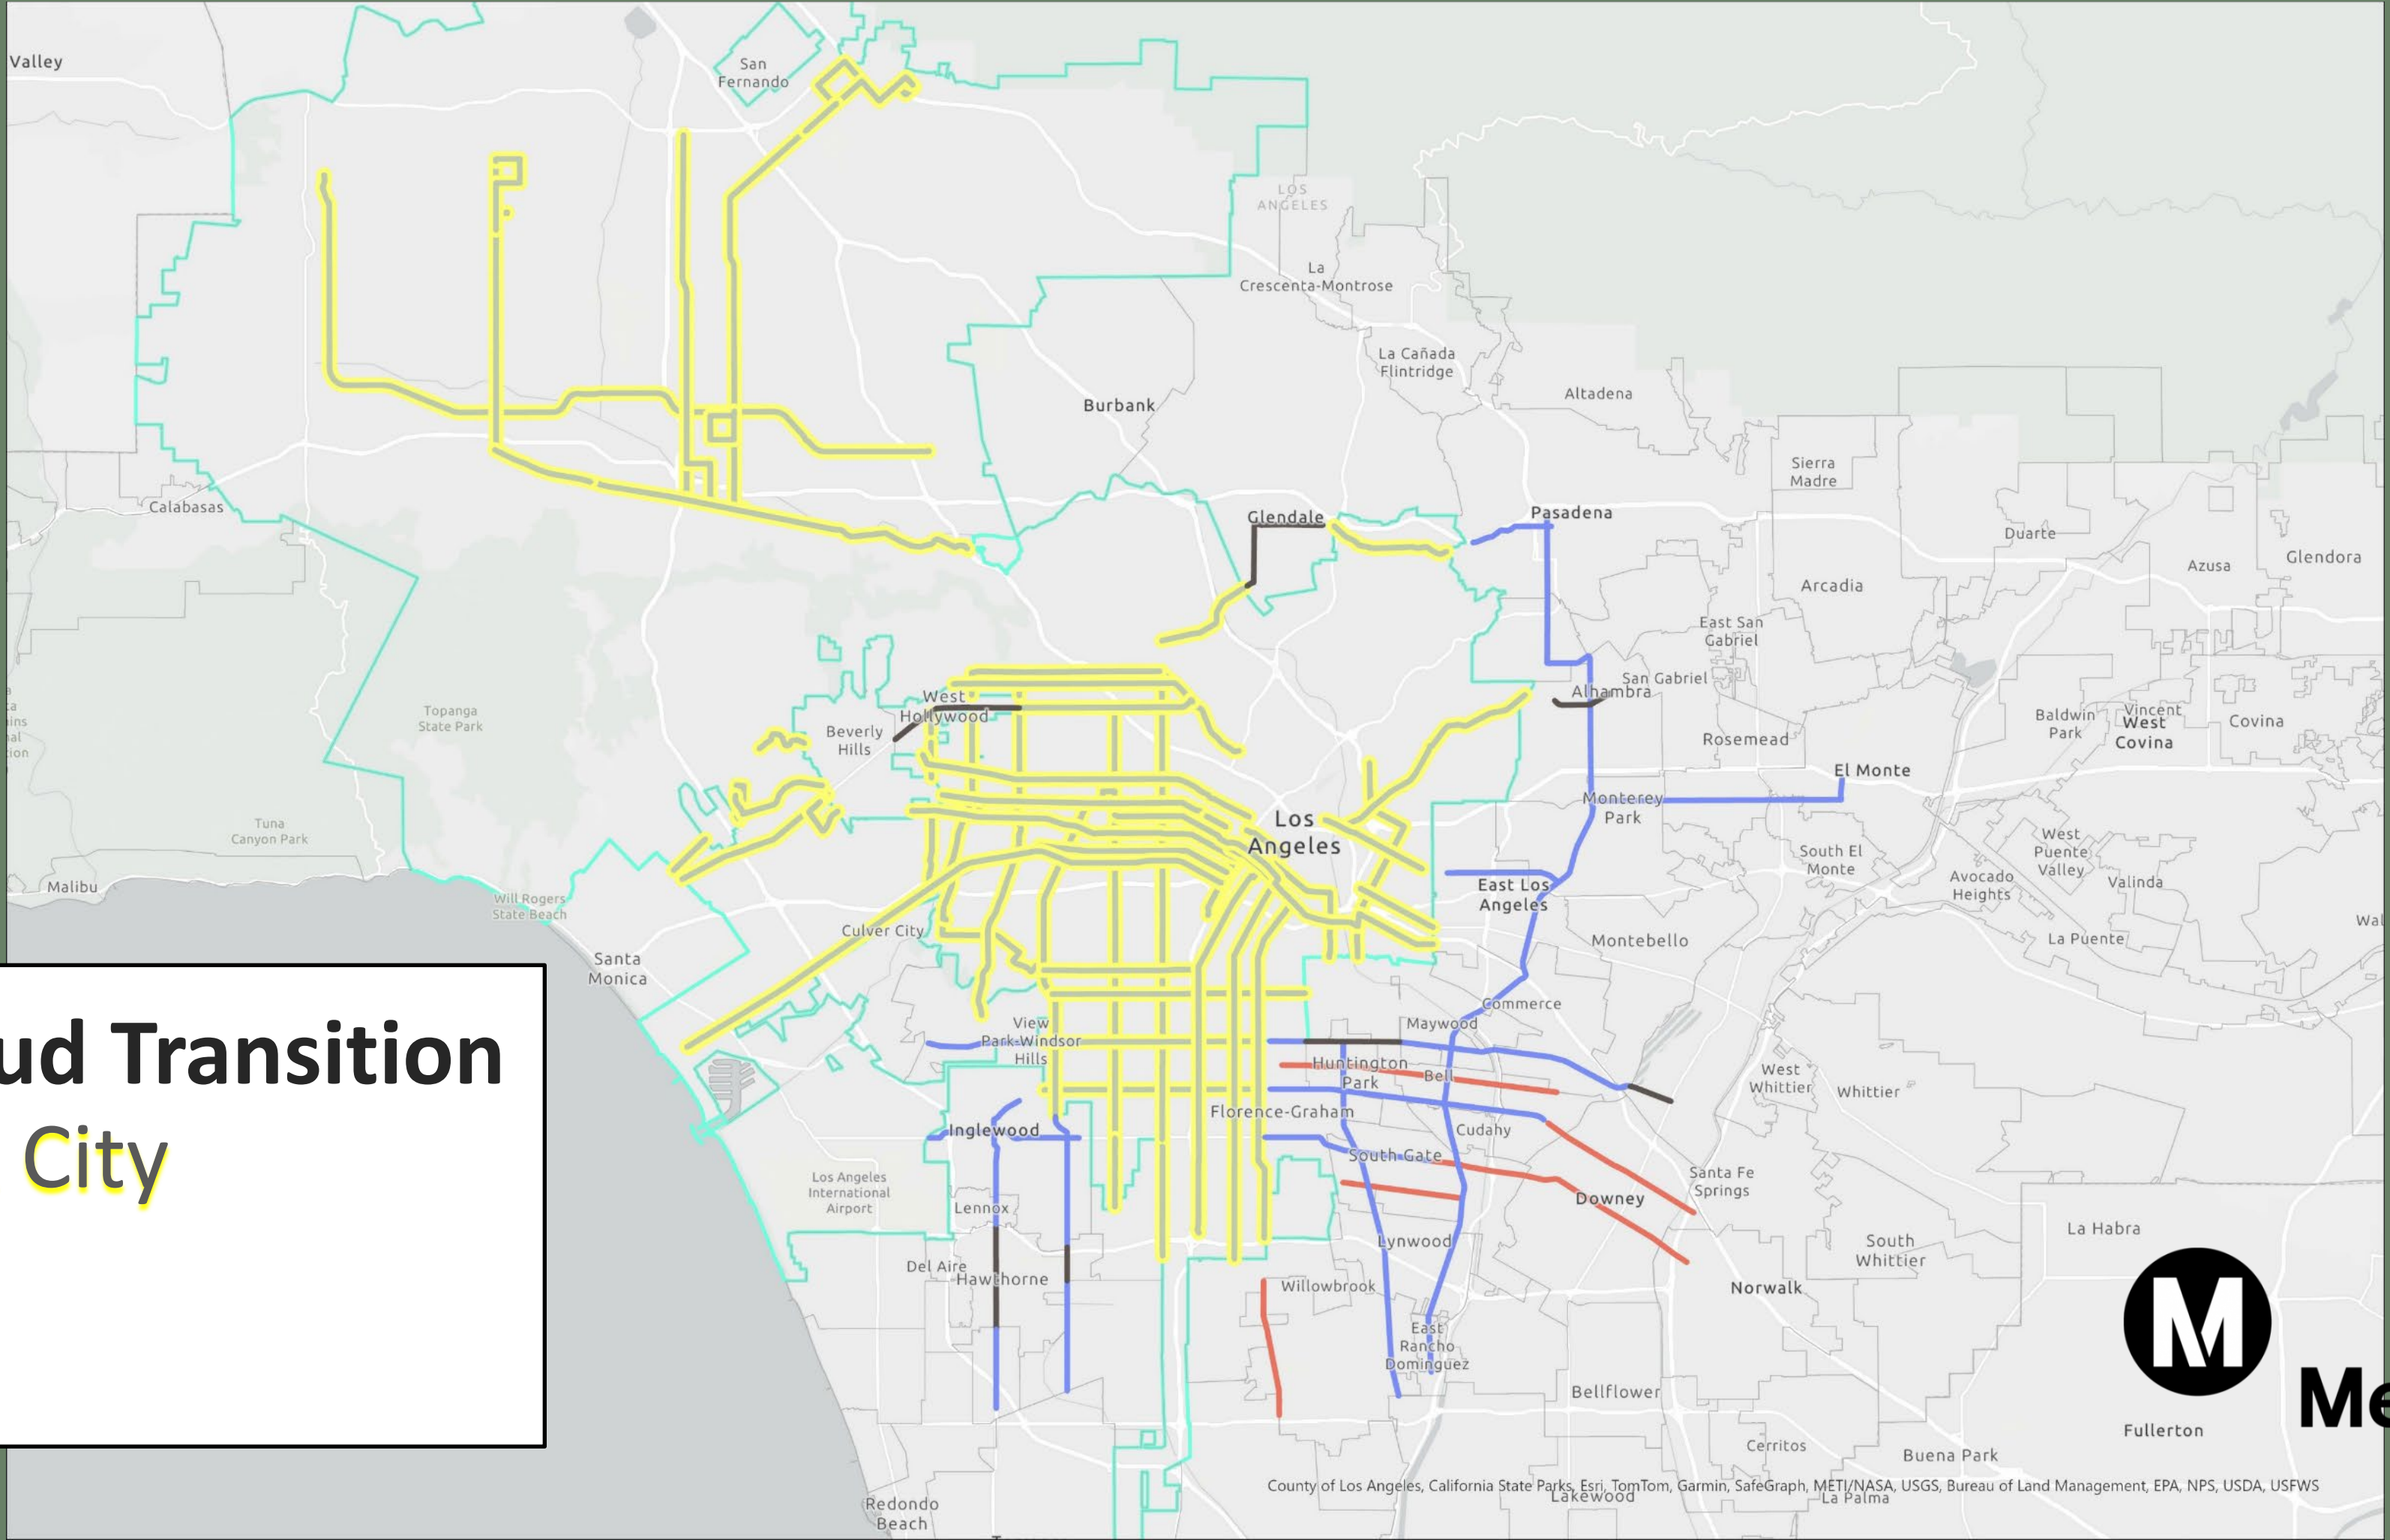 Valley
San
Fernando
LOS
ANGELES
La
Crescenta-Montrose
La Cañada
Flintridge
Altadena
Burbank
Sierra
Madre
Calabasas
Glendale
Pasadena
Duarte
Azusa
Glendora
Arcadia
East San
Gabriel
San Gabriel
Alhambra
West
Hollywood
Topanga
State Park
Beverly
Hills
Rosemead
Baldwin
Park
Vincent
West
Covina
Covina
El Monte
Monterey
Park
Los
Angeles
Tuna
Canyon Park
Malibu
South El
Monte
West
Puente
Valley
Avocado
Heights
Valinda
East Los
Angeles
Will Rogers
State Beach
Culver City
Montebello
La Puente
Santa
Monica
Commerce
Maywood
View
Park-Windsor
Hills
Huntington
Park
Bell
West
Whittier
Whittier
Florence-Graham
Inglewood
Cudahy
South Gate
Santa Fe
Springs
Downey
Los Angeles
International
Airport
Lennox
Lynwood
La Habra
South
Whittier
Del Aire
Hawthorne
Willowbrook
Norwalk
East
Rancho
Dominguez
Bellflower
Fullerton
Cerritos
Buena Park
Lakewood
La Palma
Redondo
Beach
ud Transition
City
M
Me
County of Los Angeles, California State Parks, Esri, TomTom, Garmin, SafeGraph, METI/NASA, USGS, Bureau of Land Management, EPA, NPS, USDA, USFWS